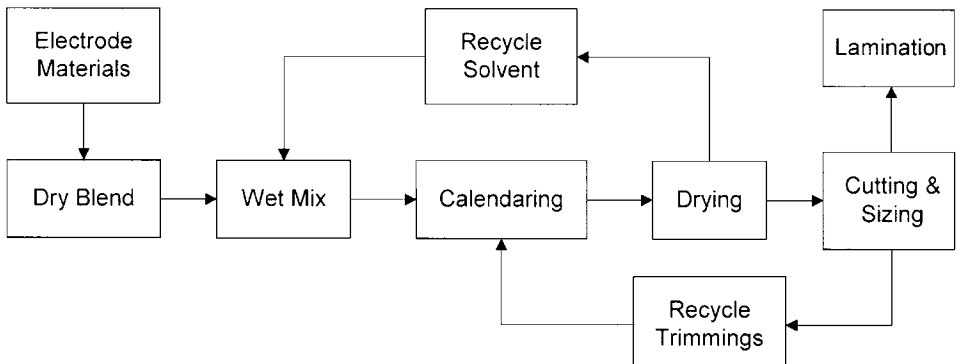 Electrode
Materials
Recycle
Solvent
Lamination
Dry Blend
Wet Mix
Calendaring
Drying
Cutting &
Sizing
Recycle
Trimmings